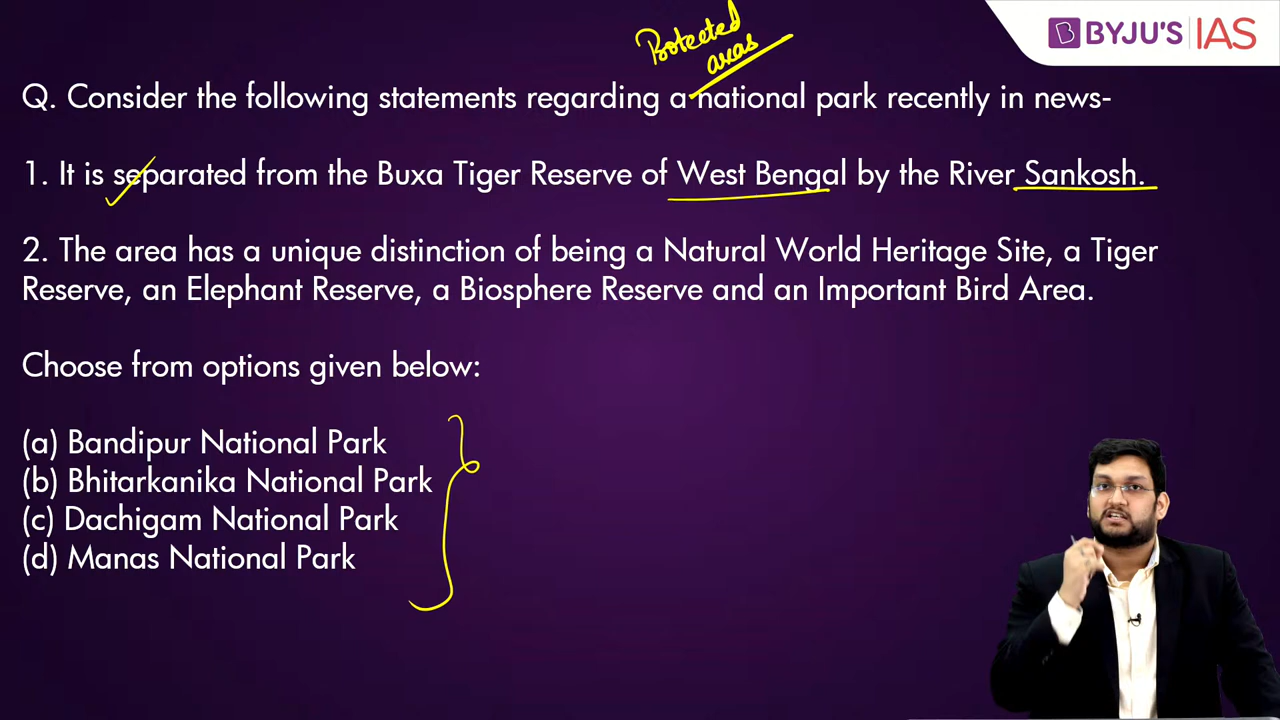 BYJU'S IAS
Protected
areas
Q. Consider the following statements regarding a national park recently in news-
1. It is separated from the Buxa Tiger Reserve of West Bengal by the River Sankosh.
2. The area has a unique distinction of being a Natural World Heritage Site, a Tiger
Reserve, an Elephant Reserve, a Biosphere Reserve and an Important Bird Area.
Choose from options given below:
(a) Bandipur National Park
(b) Bhitarkanika National Park
(c) Dachigam National Park
(d) Manas National Park